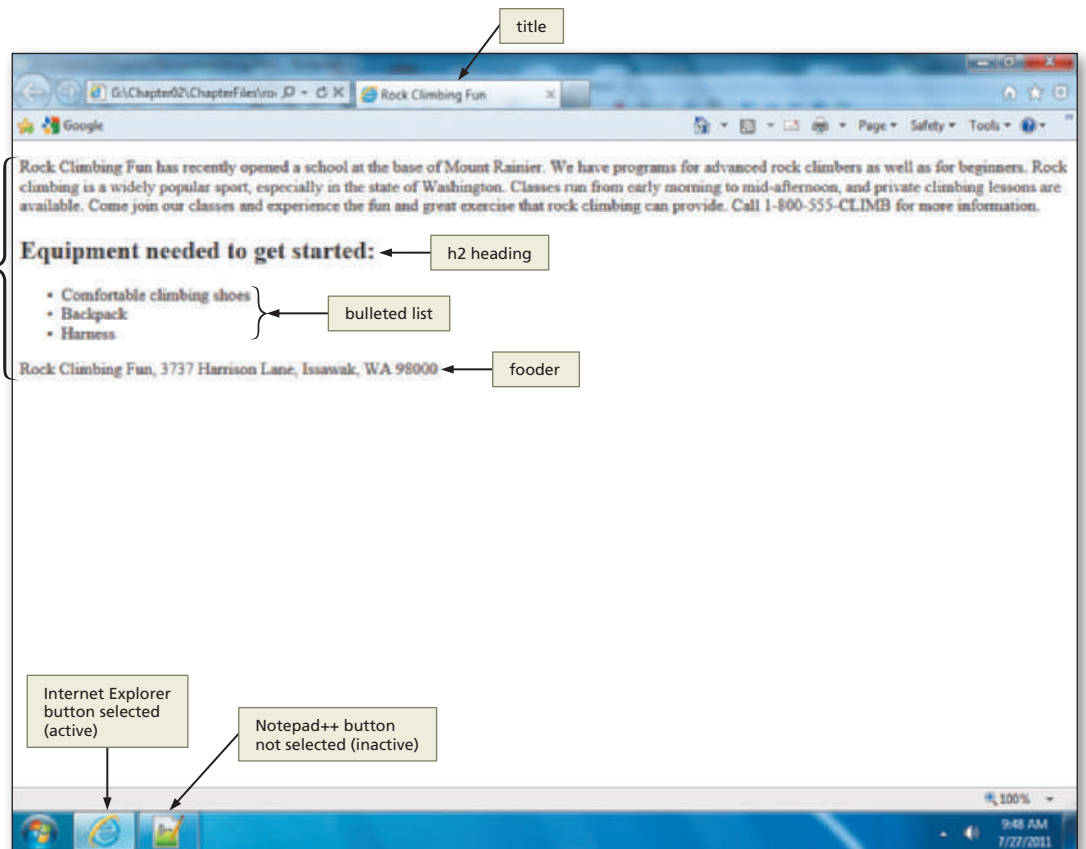 title
G:\Chapter02\ChapterFiles\ro
Rock Climbing Fun
Google
Page
Safety
Tools
Rock Climbing Fun has recently opened a school at the base of Mount Rainier. We have programs for advanced rock climbers as well as for beginners. Rock
climbing is a widely popular sport, especially in the state of Washington. Classes run from early morning to mid-afternoon, and private climbing lessons are
available. Come join our classes and experience the fun and great exercise that rock climbing can provide. Call 1-800-555-CLIMB for more information.
Equipment needed to get started:
h2 heading
• Comfortable climbing shoes
• Backpack
• Harness
bulleted list
Rock Climbing Fun, 3737 Harrison Lane, Issawak, WA 98000
fooder
Internet Explorer
button selected
(active)
Notepad++ button
not selected (inactive)
100%
9:48 AM
7/27/2011